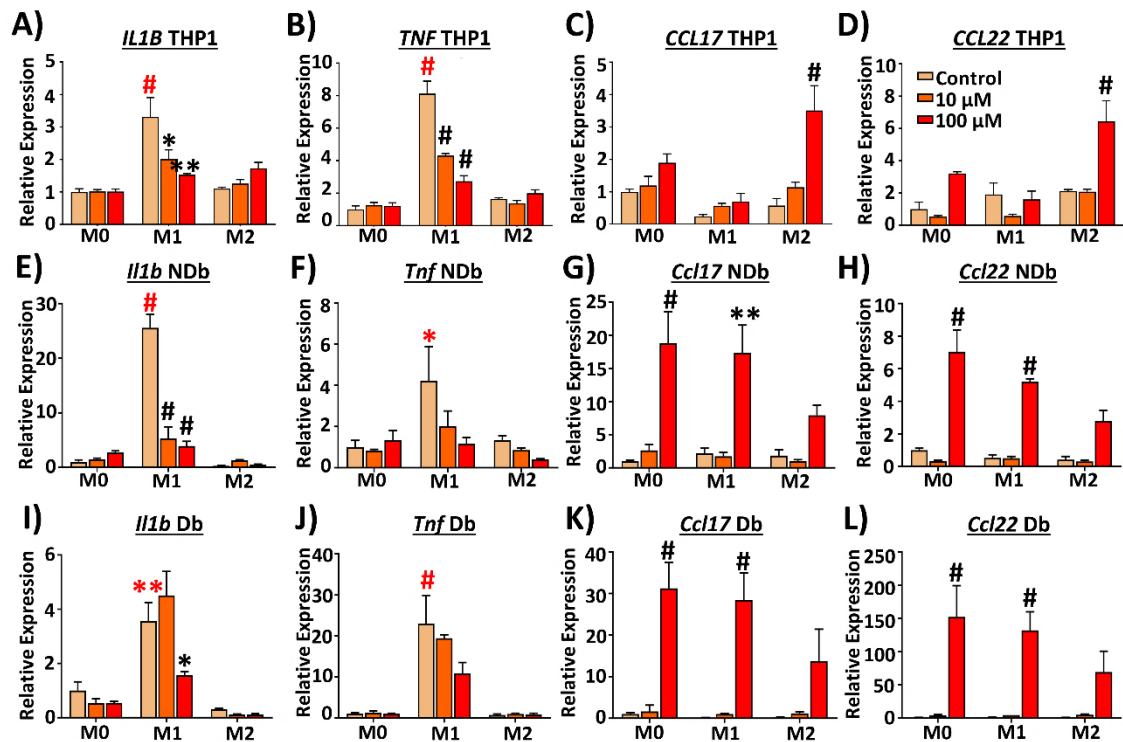 A) IL1B THP1
B) TNF THP1
C) CCL17 THP1
D) CCL22 THP1
Relative Expression
5
4
3
2
1
0
#
*
**
M0 M1 M2
Relative Expression
10
8
6
4
2
0
#
#
#
M0 M1 M2
Relative Expression
5
4
3
2
1
0
#
M0 M1 M2
Relative Expression
10
8
6
4
2
0
#
Control
10 µM
100 µM
M0 M1 M2
E) Il1b NDb
F) Tnf NDb
G) Ccl17 NDb
H) Ccl22 NDb
Relative Expression
30
20
10
0
#
#
#
M0 M1 M2
Relative Expression
8
6
4
2
0
*
M0 M1 M2
Relative Expression
25
20
15
10
5
0
#
**
M0 M1 M2
Relative Expression
10
8
6
4
2
0
#
#
M0 M1 M2
I) Il1b Db
J) Tnf Db
K) Ccl17 Db
L) Ccl22 Db
Relative Expression
6
4
2
0
**
*
M0 M1 M2
Relative Expression
40
30
20
10
0
#
M0 M1 M2
Relative Expression
40
30
20
10
0
#
#
M0 M1 M2
Relative Expression
250
200
150
100
50
0
#
#
M0 M1 M2